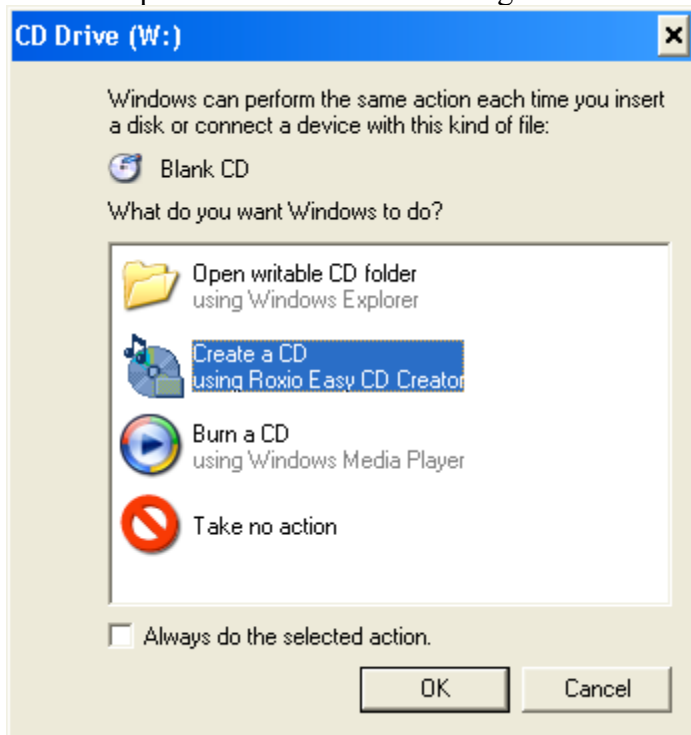 CD Drive (W:)
Windows can perform the same action each time you insert
a disk or connect a device with this kind of file:
Blank CD
What do you want Windows to do?
Open writable CD folder
using Windows Explorer
Create a CD
using Roxio Easy CD Creator
Burn a CD
using Windows Media Player
Take no action
Always do the selected action.
OK
Cancel